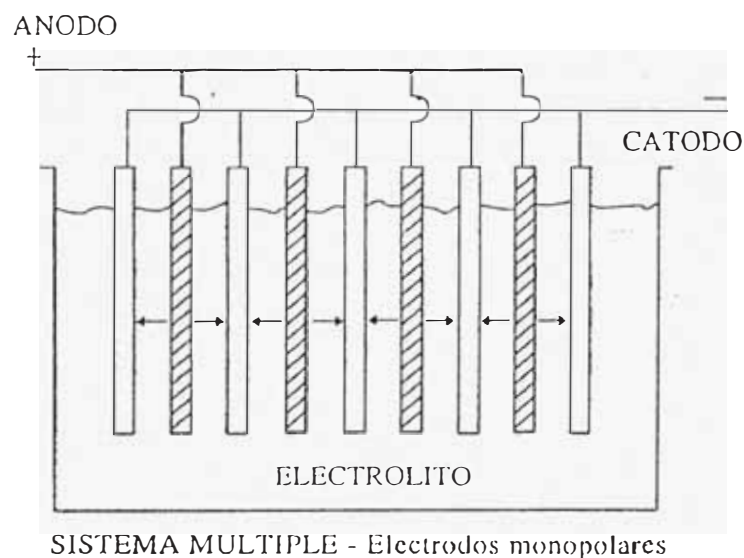 ANODO
+
—
CATODO
ELECTROLITO
SISTEMA MULTIPLE - Electrodos monopolares